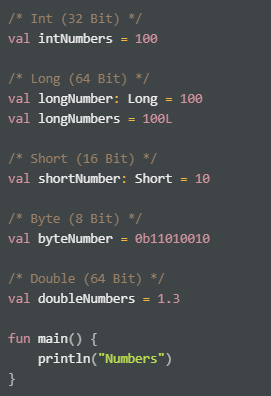 /* Int (32 Bit) */
val intNumbers = 100
/* Long (64 Bit) */
val longNumber: Long = 100
val longNumbers = 100L
/* Short (16 Bit) */
val shortNumber: Short = 10
/* Byte (8 Bit) */
val byteNumber = 0b11010010
/* Double (64 Bit) */
val doubleNumbers = 1.3
fun main() {
    println("Numbers")
}